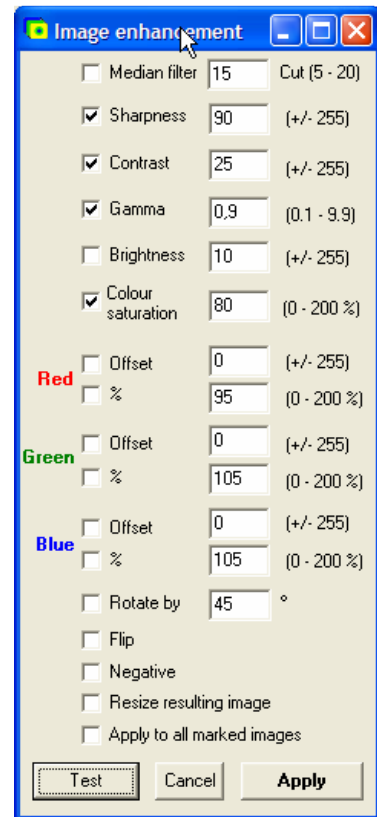 Image enhancement
Median filter 15 Cut (5 - 20)
Sharpness 90 (+/- 255)
Contrast 25 (+/- 255)
Gamma 0,9 (0.1 - 9.9)
Brightness 10 (+/- 255)
Colour
saturation 80 (0 - 200 %)
Red Offset 0 (+/- 255)
% 95 (0 - 200 %)
Green Offset 0 (+/- 255)
% 105 (0 - 200 %)
Blue Offset 0 (+/- 255)
% 105 (0 - 200 %)
Rotate by 45 °
Flip
Negative
Resize resulting image
Apply to all marked images
Test Cancel Apply